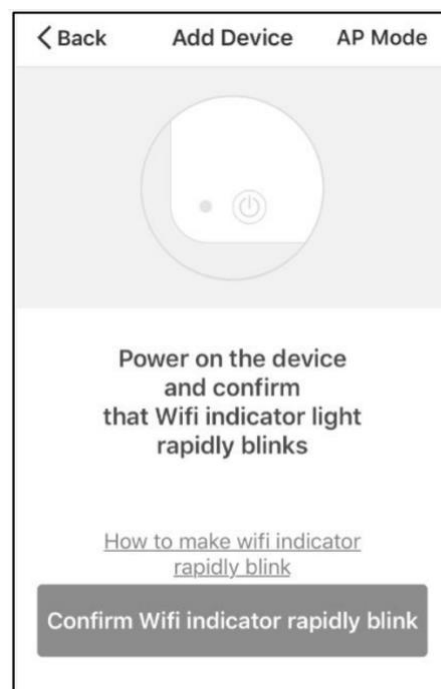 Back Add Device AP Mode
Power on the device
and confirm
that Wifi indicator light
rapidly blinks
How to make wifi indicator
rapidly blink
Confirm Wifi indicator rapidly blink